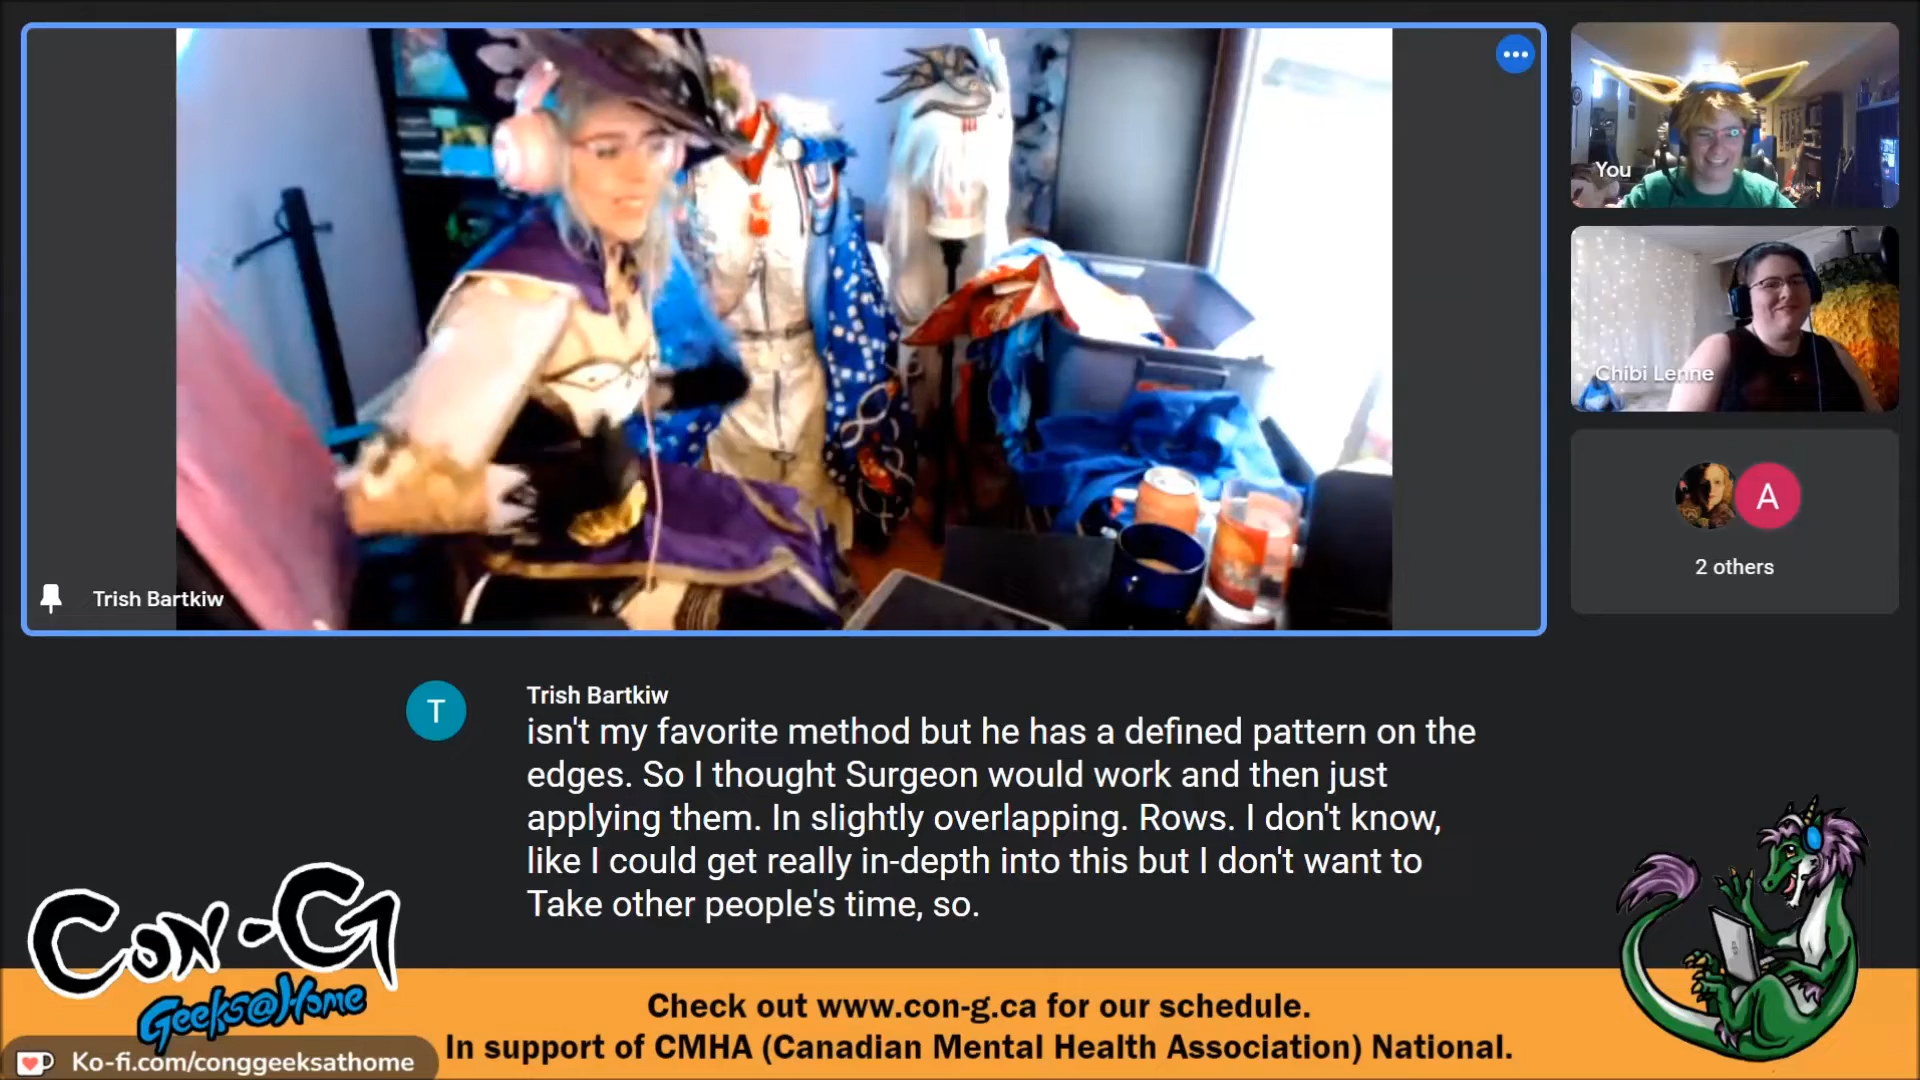 You
Chibi Lenne
A
2 others
Trish Bartkiw
T
Trish Bartkiw
isn't my favorite method but he has a defined pattern on the
edges. So I thought Surgeon would work and then just
applying them. In slightly overlapping. Rows. I don't know,
like I could get really in-depth into this but I don't want to
Take other people's time, so.
CON-G
Geeks@Home
Check out www.con-g.ca for our schedule.
In support of CMHA (Canadian Mental Health Association) National.
Ko-fi.com/conggeeksathome